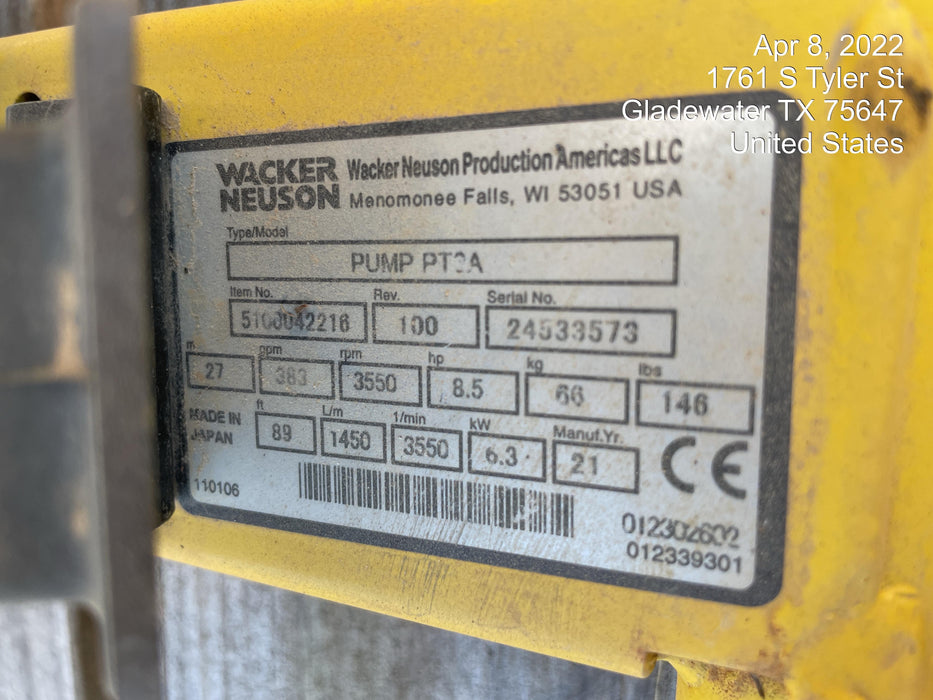 Apr 8, 2022
1761 S Tyler St
Gladewater TX 75647
United States
WACKER NEUSON
Wacker Neuson Production Americas LLC
Menomonee Falls, WI 53051 USA
Type/Model
PUMP PT3A
Item No. Rev. Serial No.
5100042216 100 24533573
m gpm rpm hp kg lbs
27 383 3550 8.5 66 146
MADE IN JAPAN
ft L/m 1/min kW Manuf.Yr.
89 1450 3550 6.3 21 CE
110106
012302602
012339301